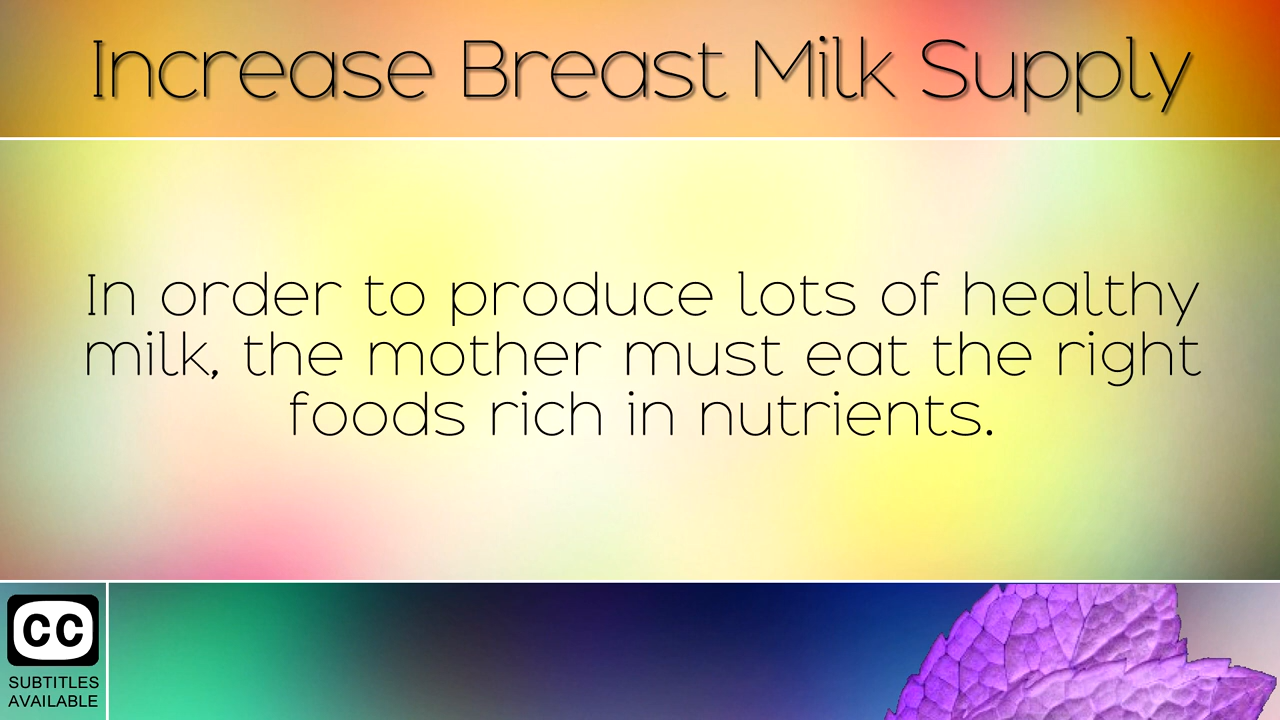 Increase Breast Milk Supply
In order to produce lots of healthy
milk, the mother must eat the right
foods rich in nutrients.
CC
SUBTITLES
AVAILABLE